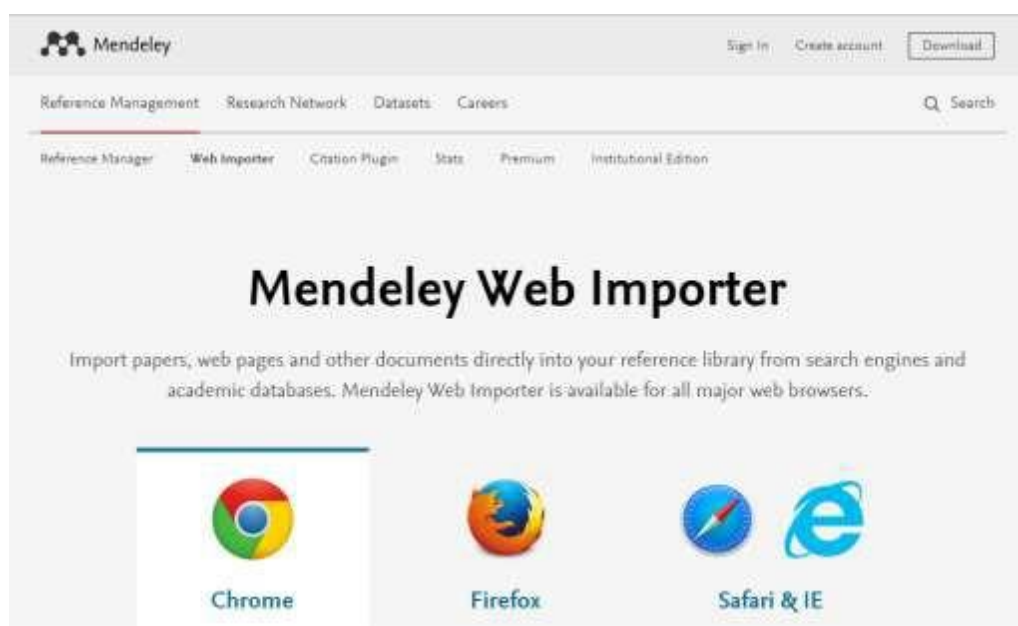 Mendeley
Sign In Create account Download
Reference Management Research Network Datasets Careers Search
Reference Manager Web Importer Citation Plugin Stats Premium Institutional Edition
Mendeley Web Importer
Import papers, web pages and other documents directly into your reference library from search engines and
academic databases. Mendeley Web Importer is available for all major web browsers.
Chrome Firefox Safari & IE